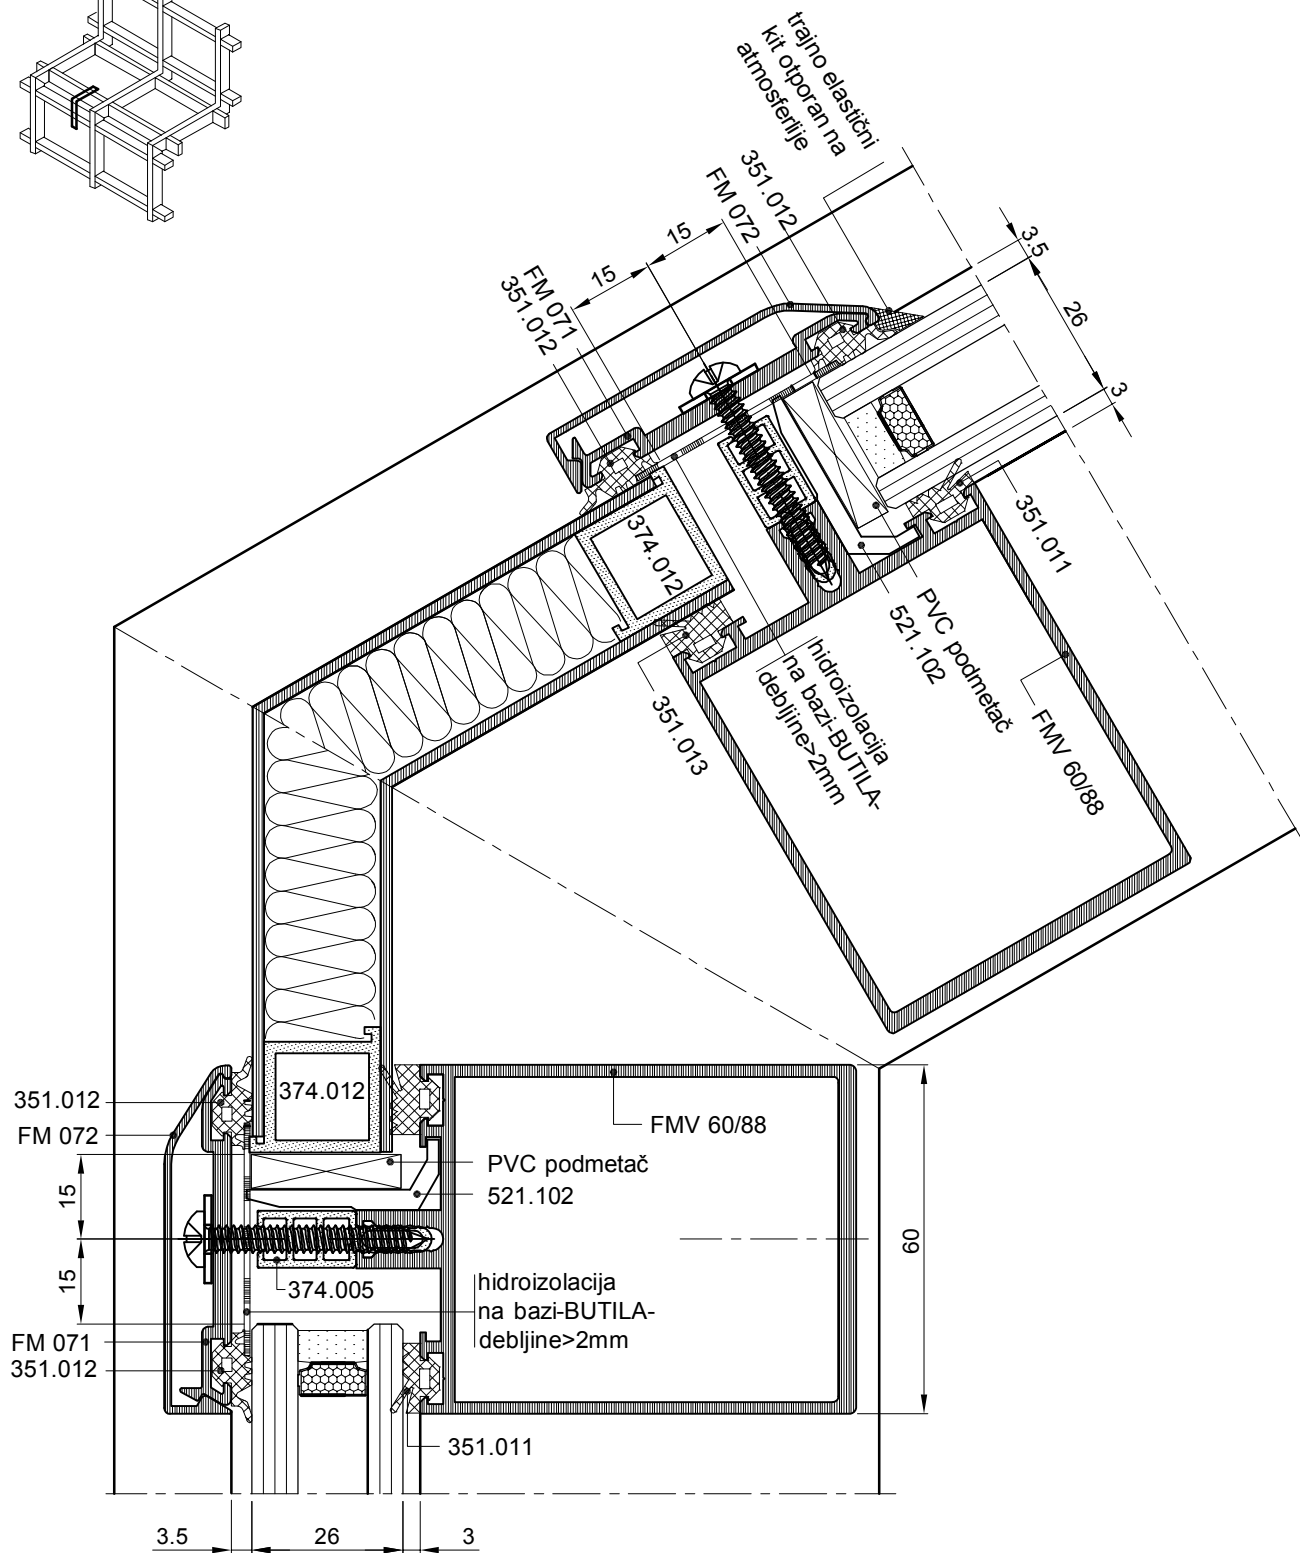 trajno elastični
kit otporan na
atmosferlije
351.012
FM 072
15
15
FM 071
351.012
3.5
26
3
351.011
374.012
PVC podmetač
521.102
FMV 60/88
hidroizolacija
na bazi-BUTILA-
debljine>2mm
351.013
374.012
351.012
FM 072
FMV 60/88
PVC podmetač
521.102
15
15
60
374.005
hidroizolacija
na bazi-BUTILA-
debljine>2mm
FM 071
351.012
351.011
3.5
26
3